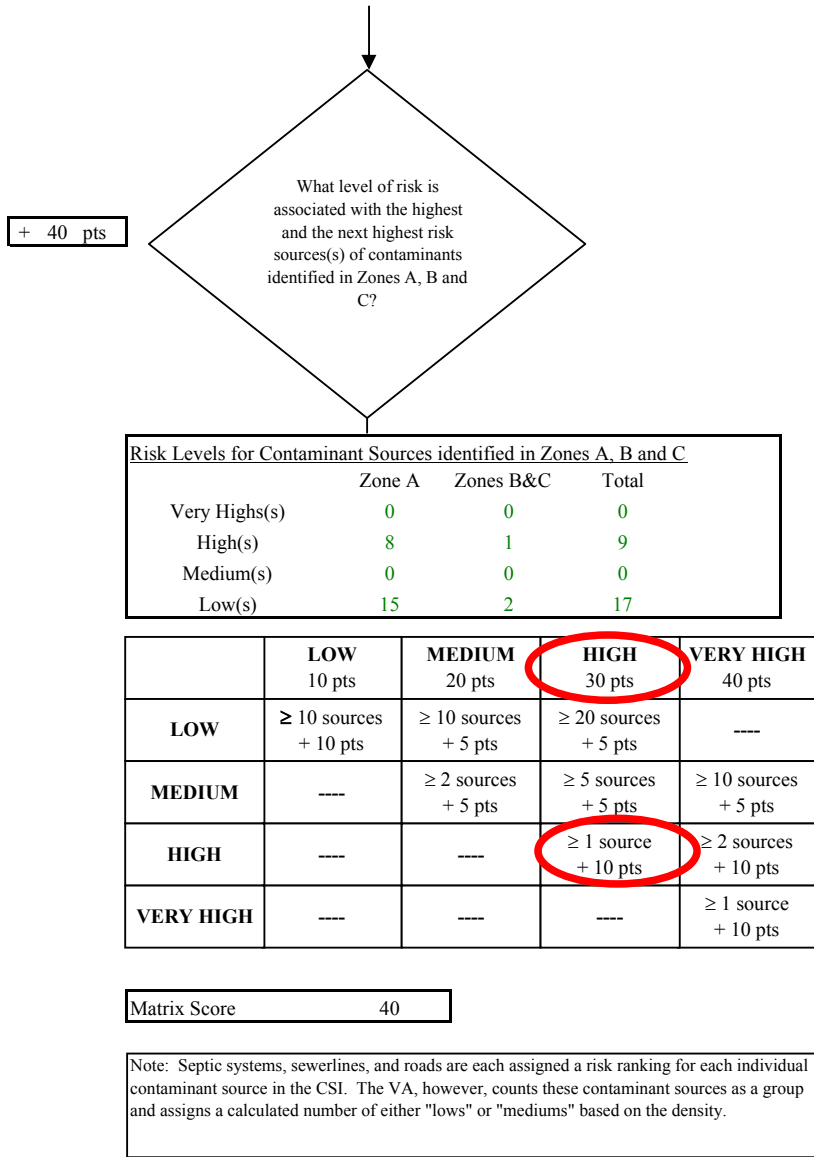 What level of risk is
associated with the highest
and the next highest risk
sources(s) of contaminants
identified in Zones A, B and
C?
+ 40 pts
Risk Levels for Contaminant Sources identified in Zones A, B and C
Zone A Zones B&C Total
Very Highs(s) 0 0 0
High(s) 8 1 9
Medium(s) 0 0 0
Low(s) 15 2 17
LOW MEDIUM HIGH VERY HIGH
10 pts 20 pts 30 pts 40 pts
LOW ≥ 10 sources ≥ 10 sources ≥ 20 sources ----
+ 10 pts + 5 pts + 5 pts
MEDIUM ---- ≥ 2 sources ≥ 5 sources ≥ 10 sources
+ 5 pts + 5 pts + 5 pts
HIGH ---- ---- ≥ 1 source ≥ 2 sources
+ 10 pts + 10 pts
VERY HIGH ---- ---- ---- ≥ 1 source
+ 10 pts
Matrix Score 40
Note: Septic systems, sewerlines, and roads are each assigned a risk ranking for each individual
contaminant source in the CSI. The VA, however, counts these contaminant sources as a group
and assigns a calculated number of either "lows" or "mediums" based on the density.